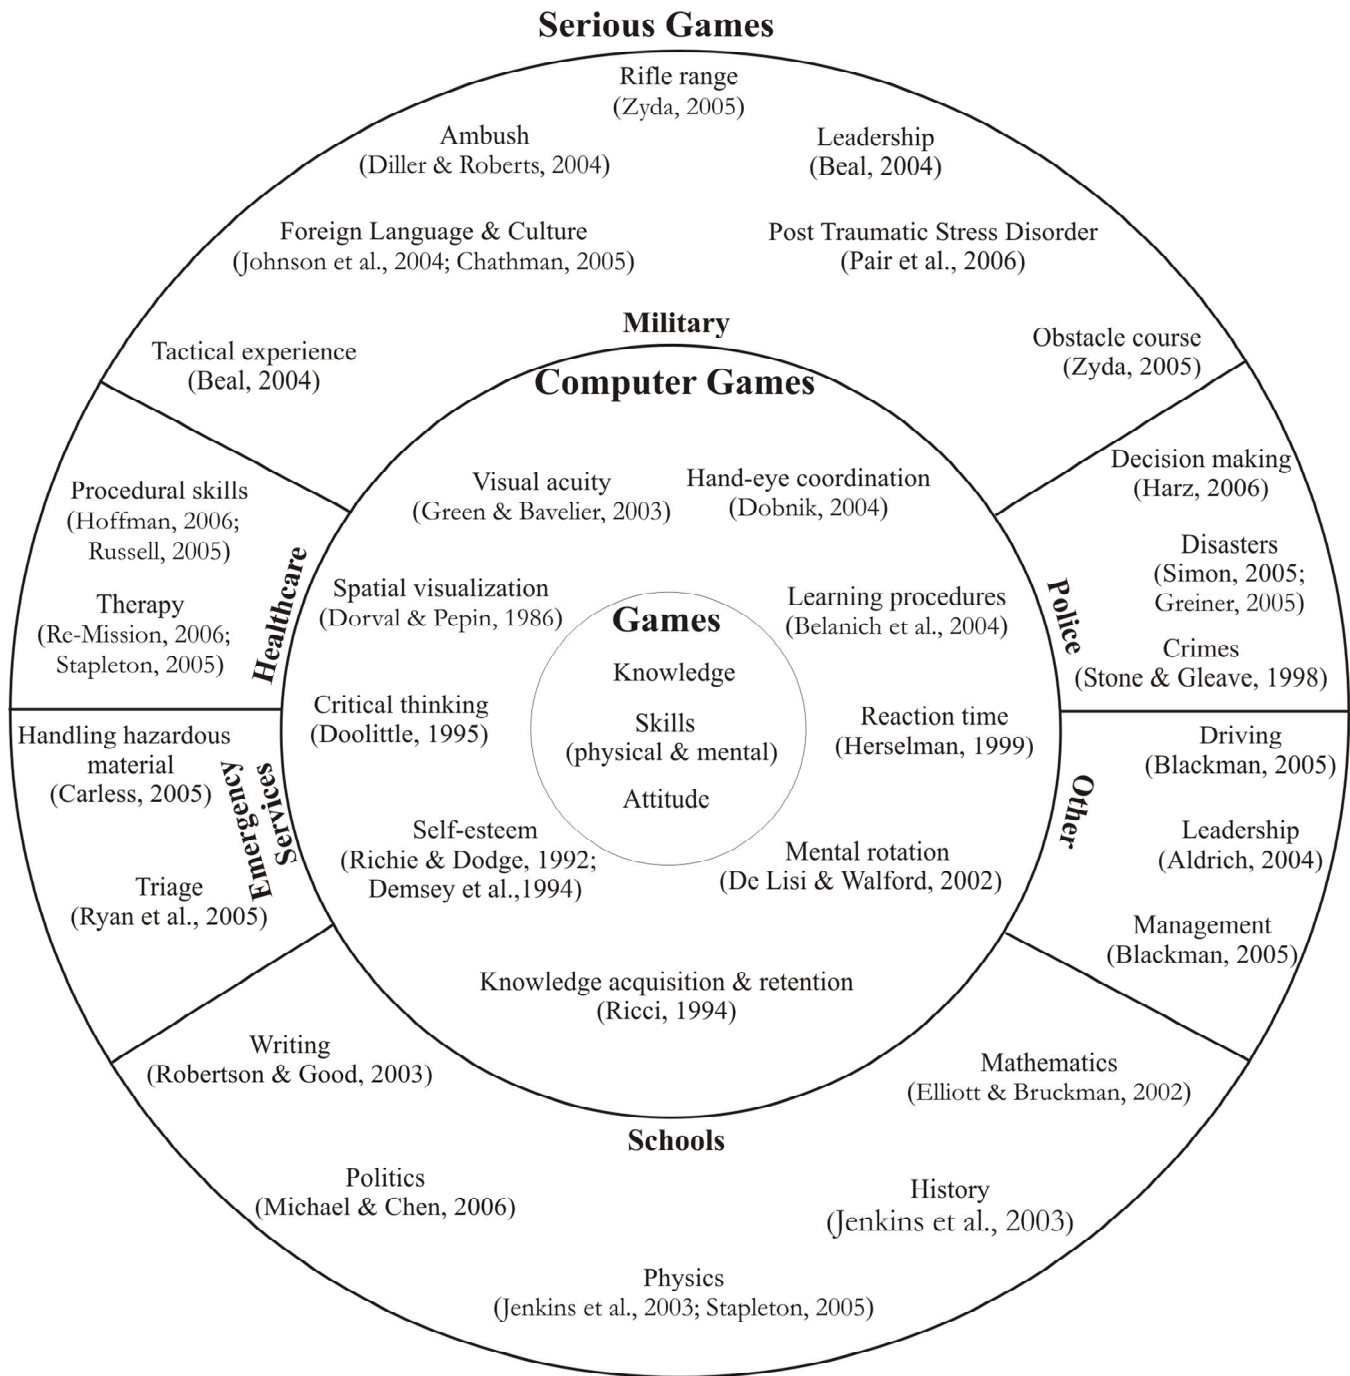 Serious Games
Rifle range
(Zyda, 2005)
Ambush
(Diller & Roberts, 2004)
Leadership
(Beal, 2004)
Foreign Language & Culture
(Johnson et al., 2004; Chathman, 2005)
Post Traumatic Stress Disorder
(Pair et al., 2006)
Military
Tactical experience
(Beal, 2004)
Obstacle course
(Zyda, 2005)
Computer Games
Visual acuity
(Green & Bavelier, 2003)
Hand-eye coordination
(Dobnik, 2004)
Spatial visualization
(Dorval & Pepin, 1986)
Learning procedures
(Belanich et al., 2004)
Critical thinking
(Doolittle, 1995)
Reaction time
(Herselman, 1999)
Self-esteem
(Richie & Dodge, 1992;
Demsey et al.,1994)
Mental rotation
(De Lisi & Walford, 2002)
Knowledge acquisition & retention
(Ricci, 1994)
Games
Knowledge
Skills
(physical & mental)
Attitude
Healthcare
Procedural skills
(Hoffman, 2006;
Russell, 2005)
Therapy
(Re-Mission, 2006;
Stapleton, 2005)
Police
Decision making
(Harz, 2006)
Disasters
(Simon, 2005;
Greiner, 2005)
Crimes
(Stone & Gleave, 1998)
Emergency
Services
Handling hazardous
material
(Carless, 2005)
Triage
(Ryan et al., 2005)
Other
Driving
(Blackman, 2005)
Leadership
(Aldrich, 2004)
Management
(Blackman, 2005)
Schools
Writing
(Robertson & Good, 2003)
Mathematics
(Elliott & Bruckman, 2002)
Politics
(Michael & Chen, 2006)
History
(Jenkins et al., 2003)
Physics
(Jenkins et al., 2003; Stapleton, 2005)